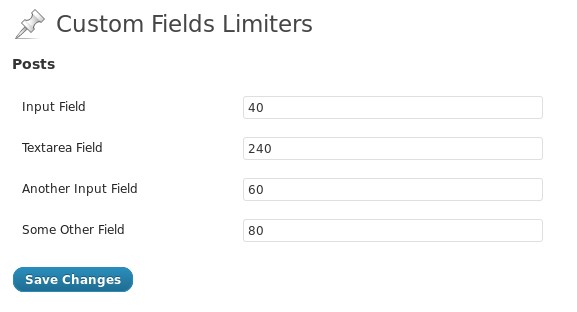 Custom Fields Limiters
Posts
Input Field 40
Textarea Field 240
Another Input Field 60
Some Other Field 80
Save Changes